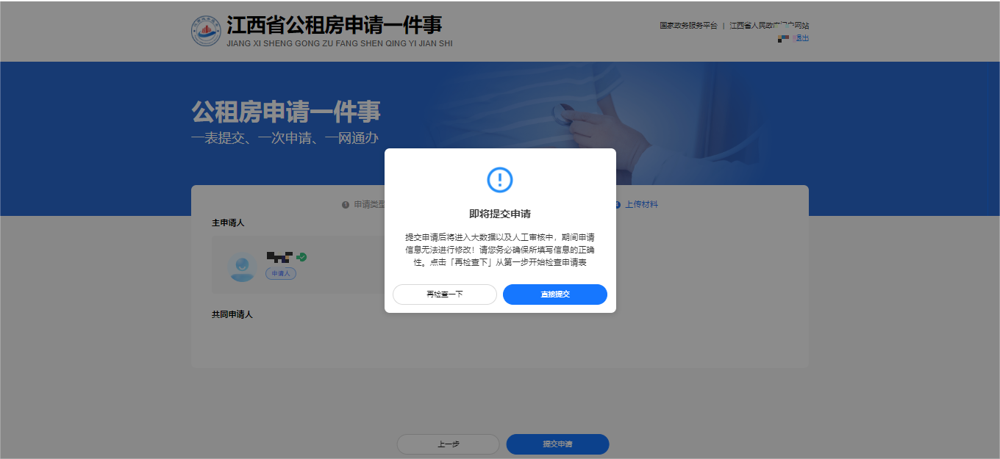 江西省公租房申请一件事
JIANG XI SHENG GONG ZU FANG SHEN QING YI JIAN SHI
国家政务服务平台 | 江西省人民政府门户网站
退出
公租房申请一件事
一表提交、一次申请、一网通办
1 申请类型
上传材料
主申请人
申请人
共同申请人
即将提交申请
提交申请后将进入大数据以及人工审核中，期间申请
信息无法进行修改！请您务必确保所填写信息的正确
性。点击「再检查下」从第一步开始检查申请表
再检查一下
直接提交
上一步
提交申请